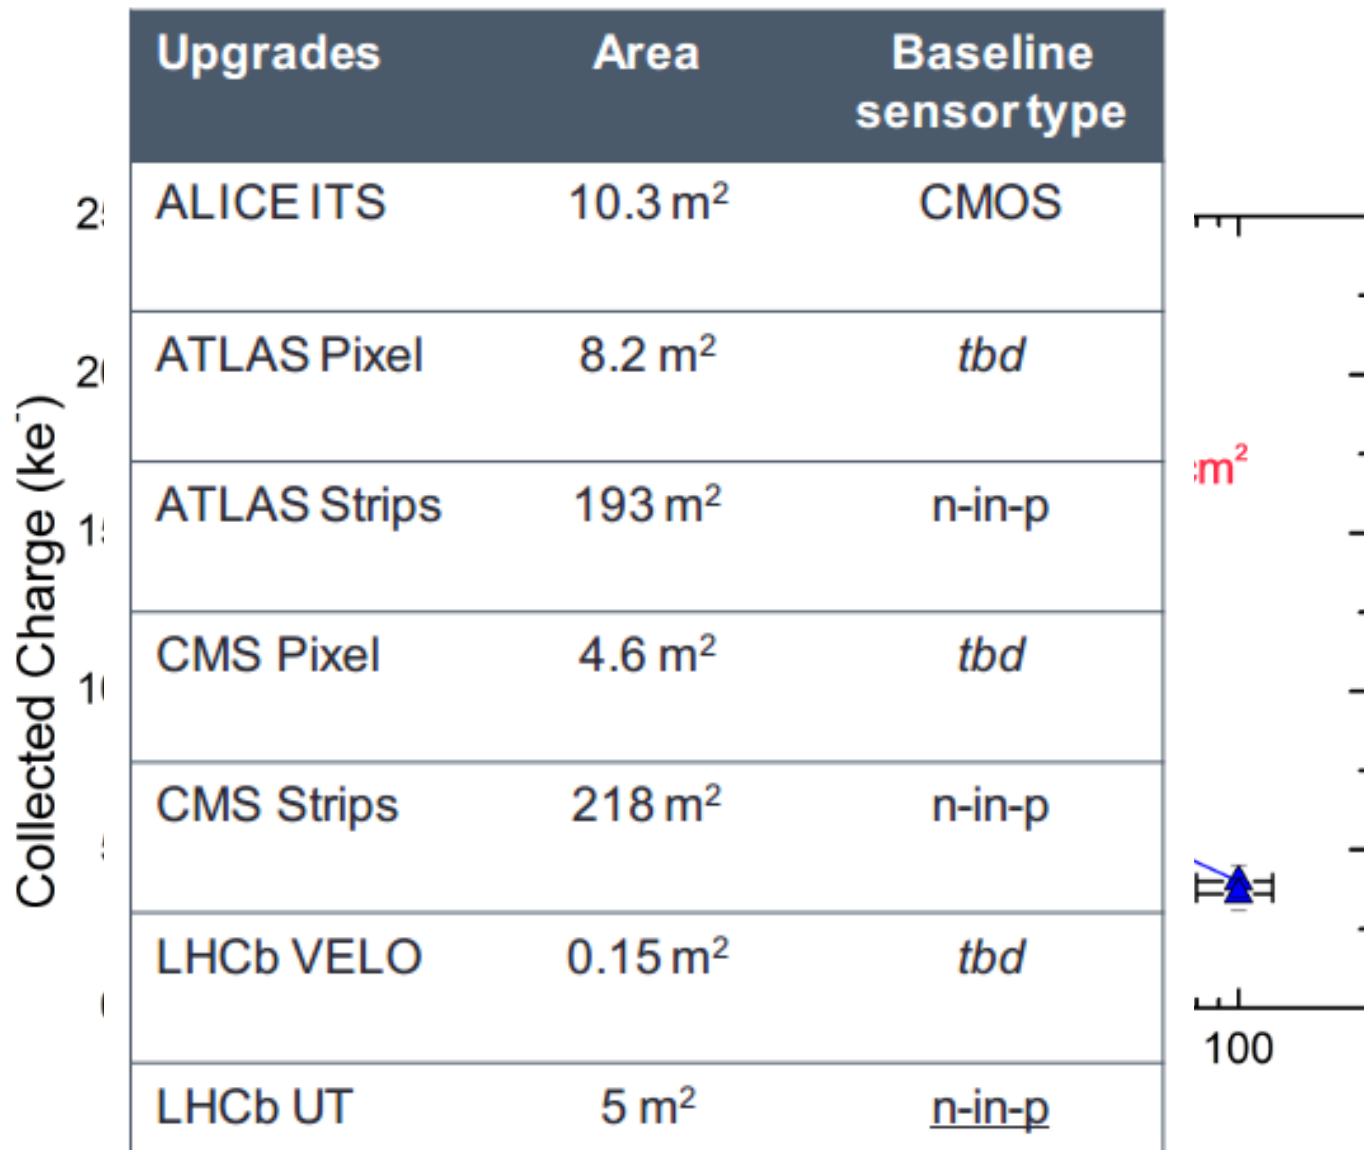 Upgrades Area Baseline
sensor type
ALICE ITS 10.3 m² CMOS
ATLAS Pixel 8.2 m² tbd
ATLAS Strips 193 m² n-in-p
CMS Pixel 4.6 m² tbd
CMS Strips 218 m² n-in-p
LHCb VELO 0.15 m² tbd
LHCb UT 5 m² n-in-p
Collected Charge (ke⁻)
m²
100